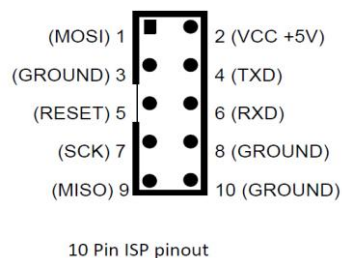 (MOSI) 1 2 (VCC +5V)
(GROUND) 3 4 (TXD)
(RESET) 5 6 (RXD)
(SCK) 7 8 (GROUND)
(MISO) 9 10 (GROUND)
10 Pin ISP pinout